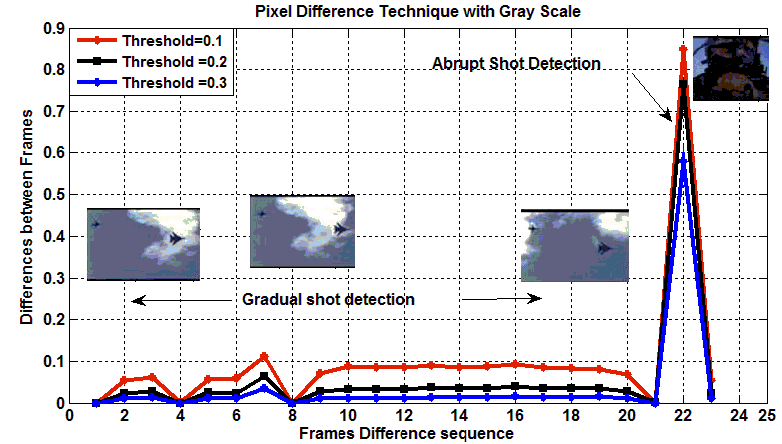 Pixel Difference Technique with Gray Scale
Threshold=0.1
Threshold =0.2
Threshold =0.3
Abrupt Shot Detection
Gradual shot detection
Differences between Frames
0.9
0.8
0.7
0.6
0.5
0.4
0.3
0.2
0.1
0
0 2 4 6 8 10 12 14 16 18 20 22 24 25
Frames Difference sequence